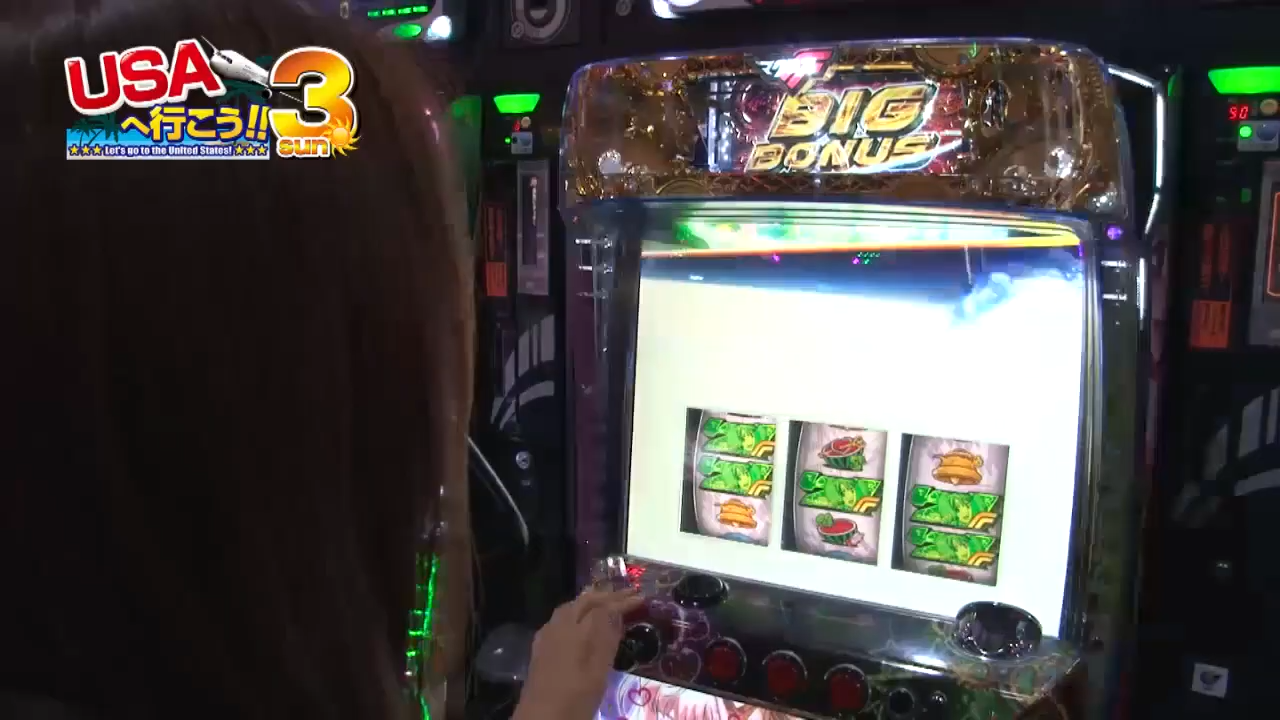 USA
へ行こう!!
3
sun
★★★ Let's go to the United States! ★★★
BIG
BONUS
90